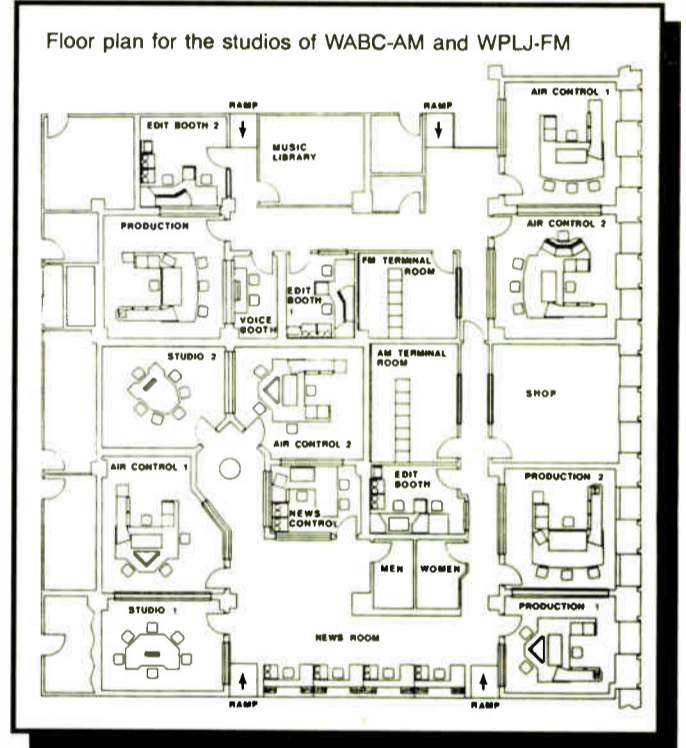 Floor plan for the studios of WABC-AM and WPLJ-FM
RAMP
RAMP
AIR CONTROL 1
EDIT BOOTH 2
MUSIC
LIBRARY
PRODUCTION
AIR CONTROL 2
FM TERMINAL
ROOM
EDIT
BOOTH
1
VOICE
BOOTH
STUDIO 2
AM TERMINAL
ROOM
SHOP
AIR CONTROL 2
AIR CONTROL 1
EDIT
BOOTH
PRODUCTION 2
NEWS
CONTROL
MEN
WOMEN
STUDIO 1
PRODUCTION 1
NEWS ROOM
RAMP
RAMP